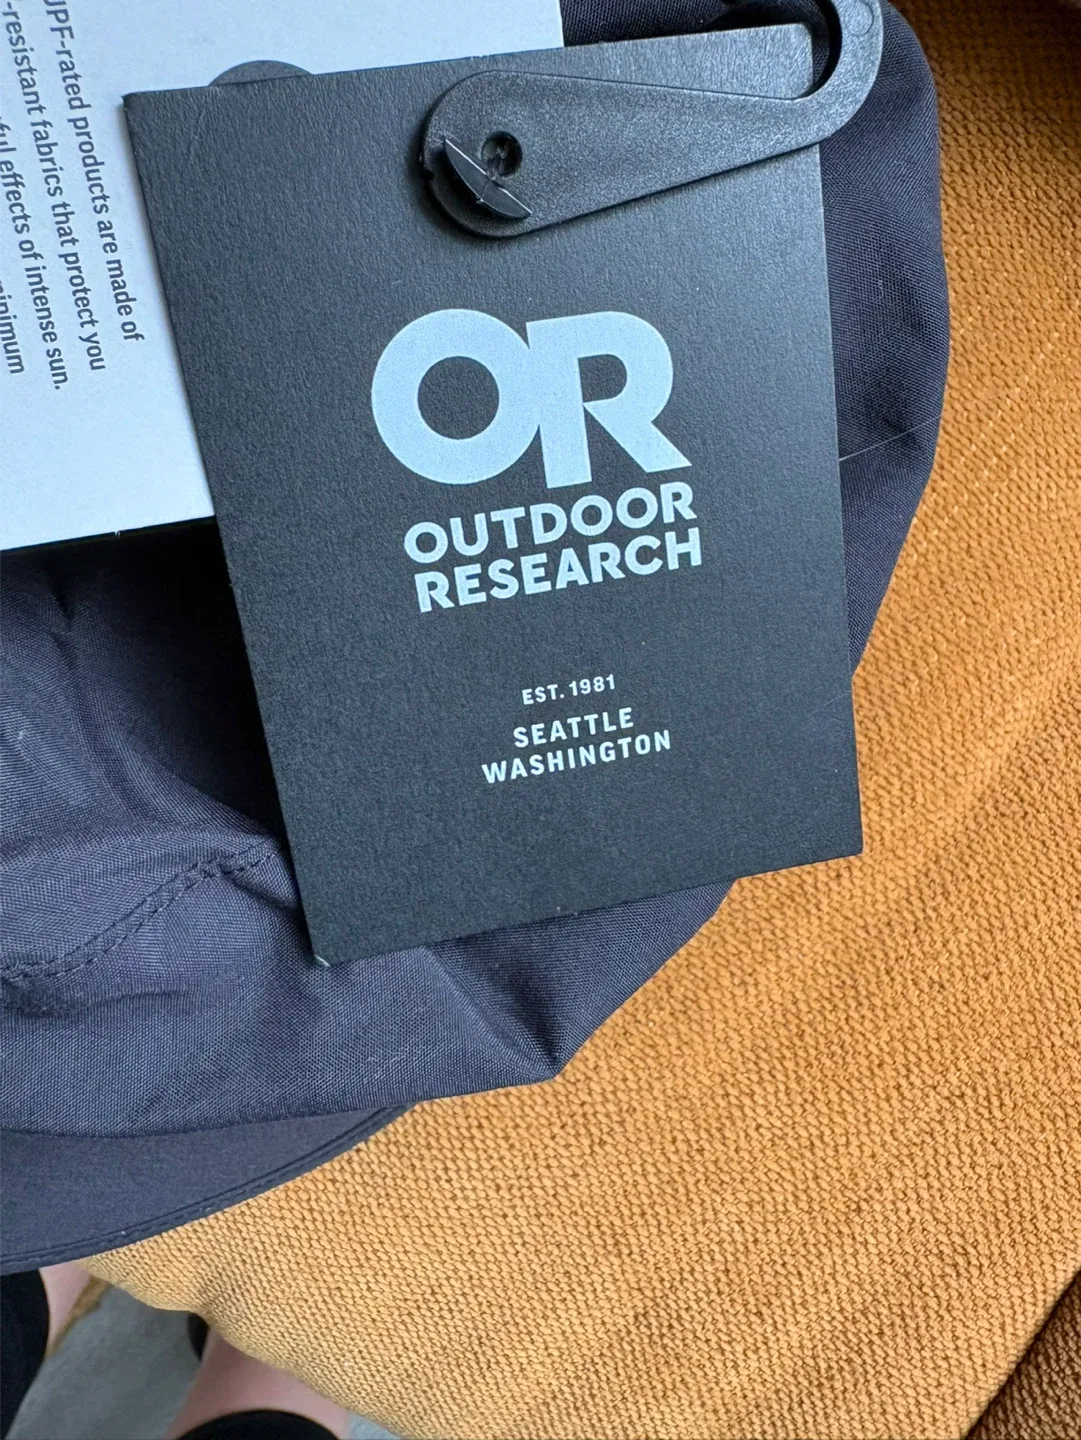 UPF-rated products are made of
-resistant fabrics that protect you
effects of intense sun.
OR
OUTDOOR
RESEARCH
EST. 1981
SEATTLE
WASHINGTON